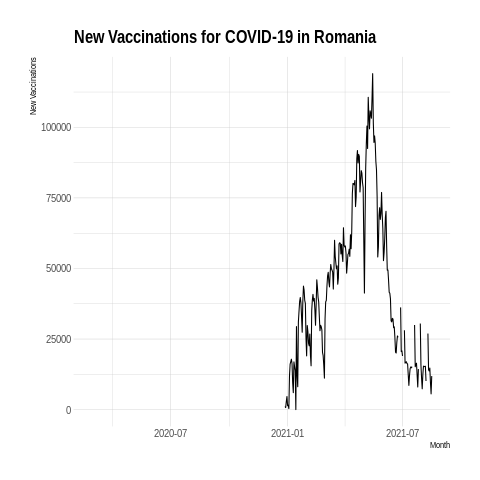 New Vaccinations for COVID-19 in Romania
New Vaccinations
100000
75000
50000
25000
0
2020-07 2021-01 2021-07
Month